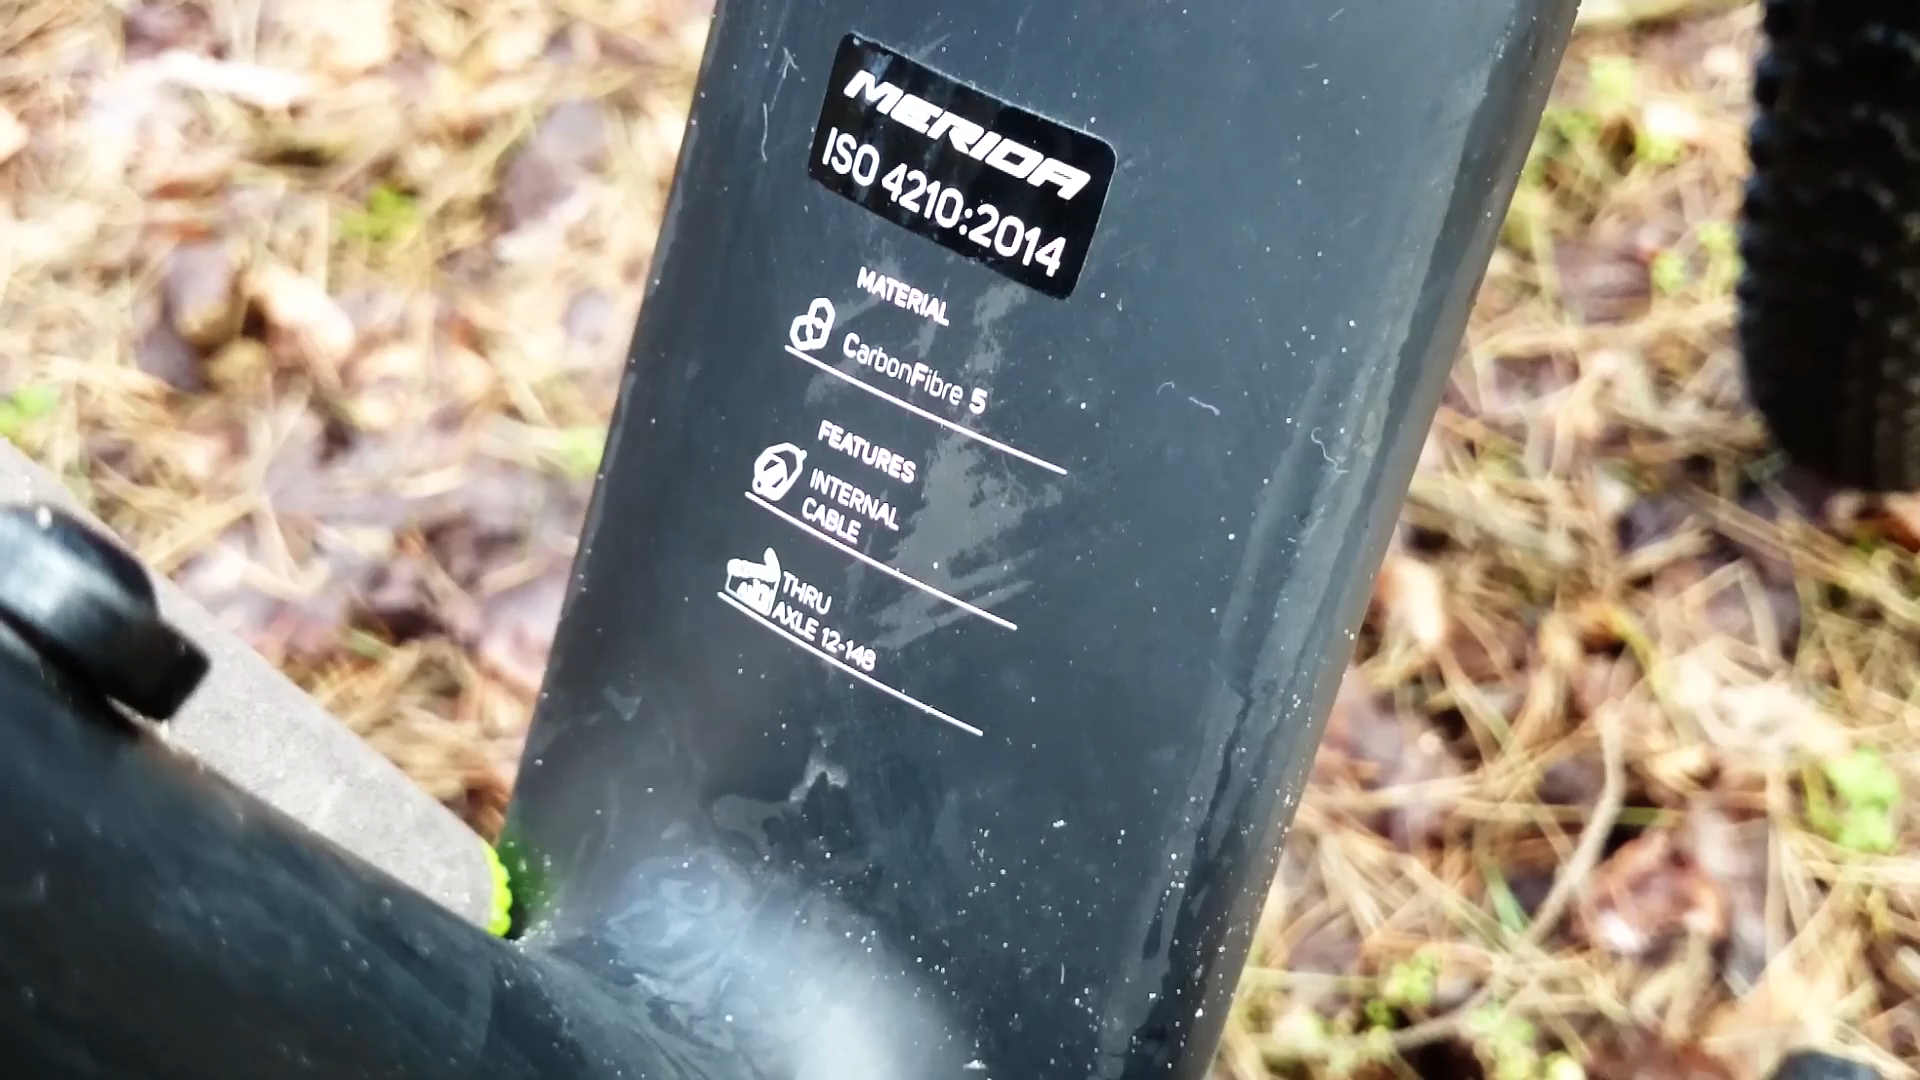 MERIDA
ISO 4210:2014
MATERIAL
CarbonFibre 5
FEATURES
INTERNAL
CABLE
THRU
AXLE 12-148